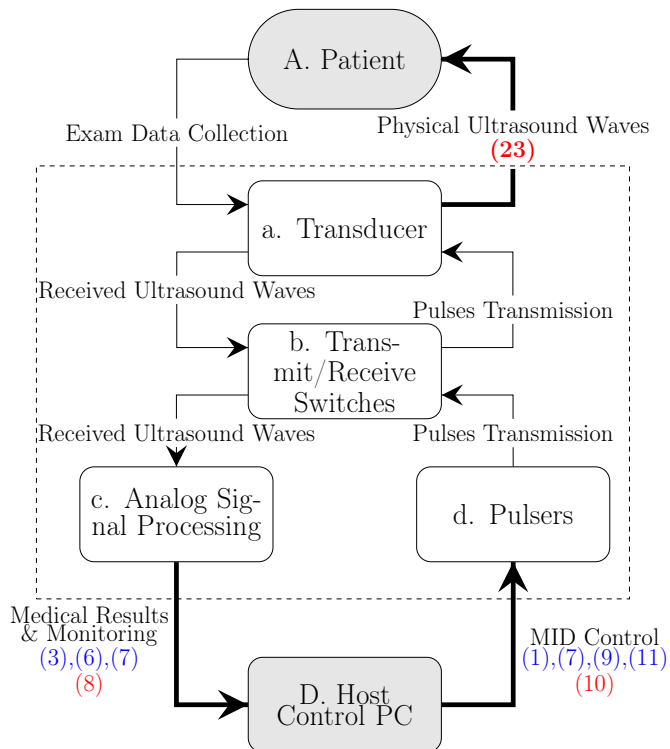 A. Patient
Exam Data Collection
Physical Ultrasound Waves
(23)
a. Transducer
Received Ultrasound Waves
Pulses Transmission
b. Trans-
mit/Receive
Switches
Received Ultrasound Waves
Pulses Transmission
c. Analog Sig-
nal Processing
d. Pulsers
Medical Results
& Monitoring
(3),(6),(7)
(8)
MID Control
(1),(7),(9),(11)
(10)
D. Host
Control PC